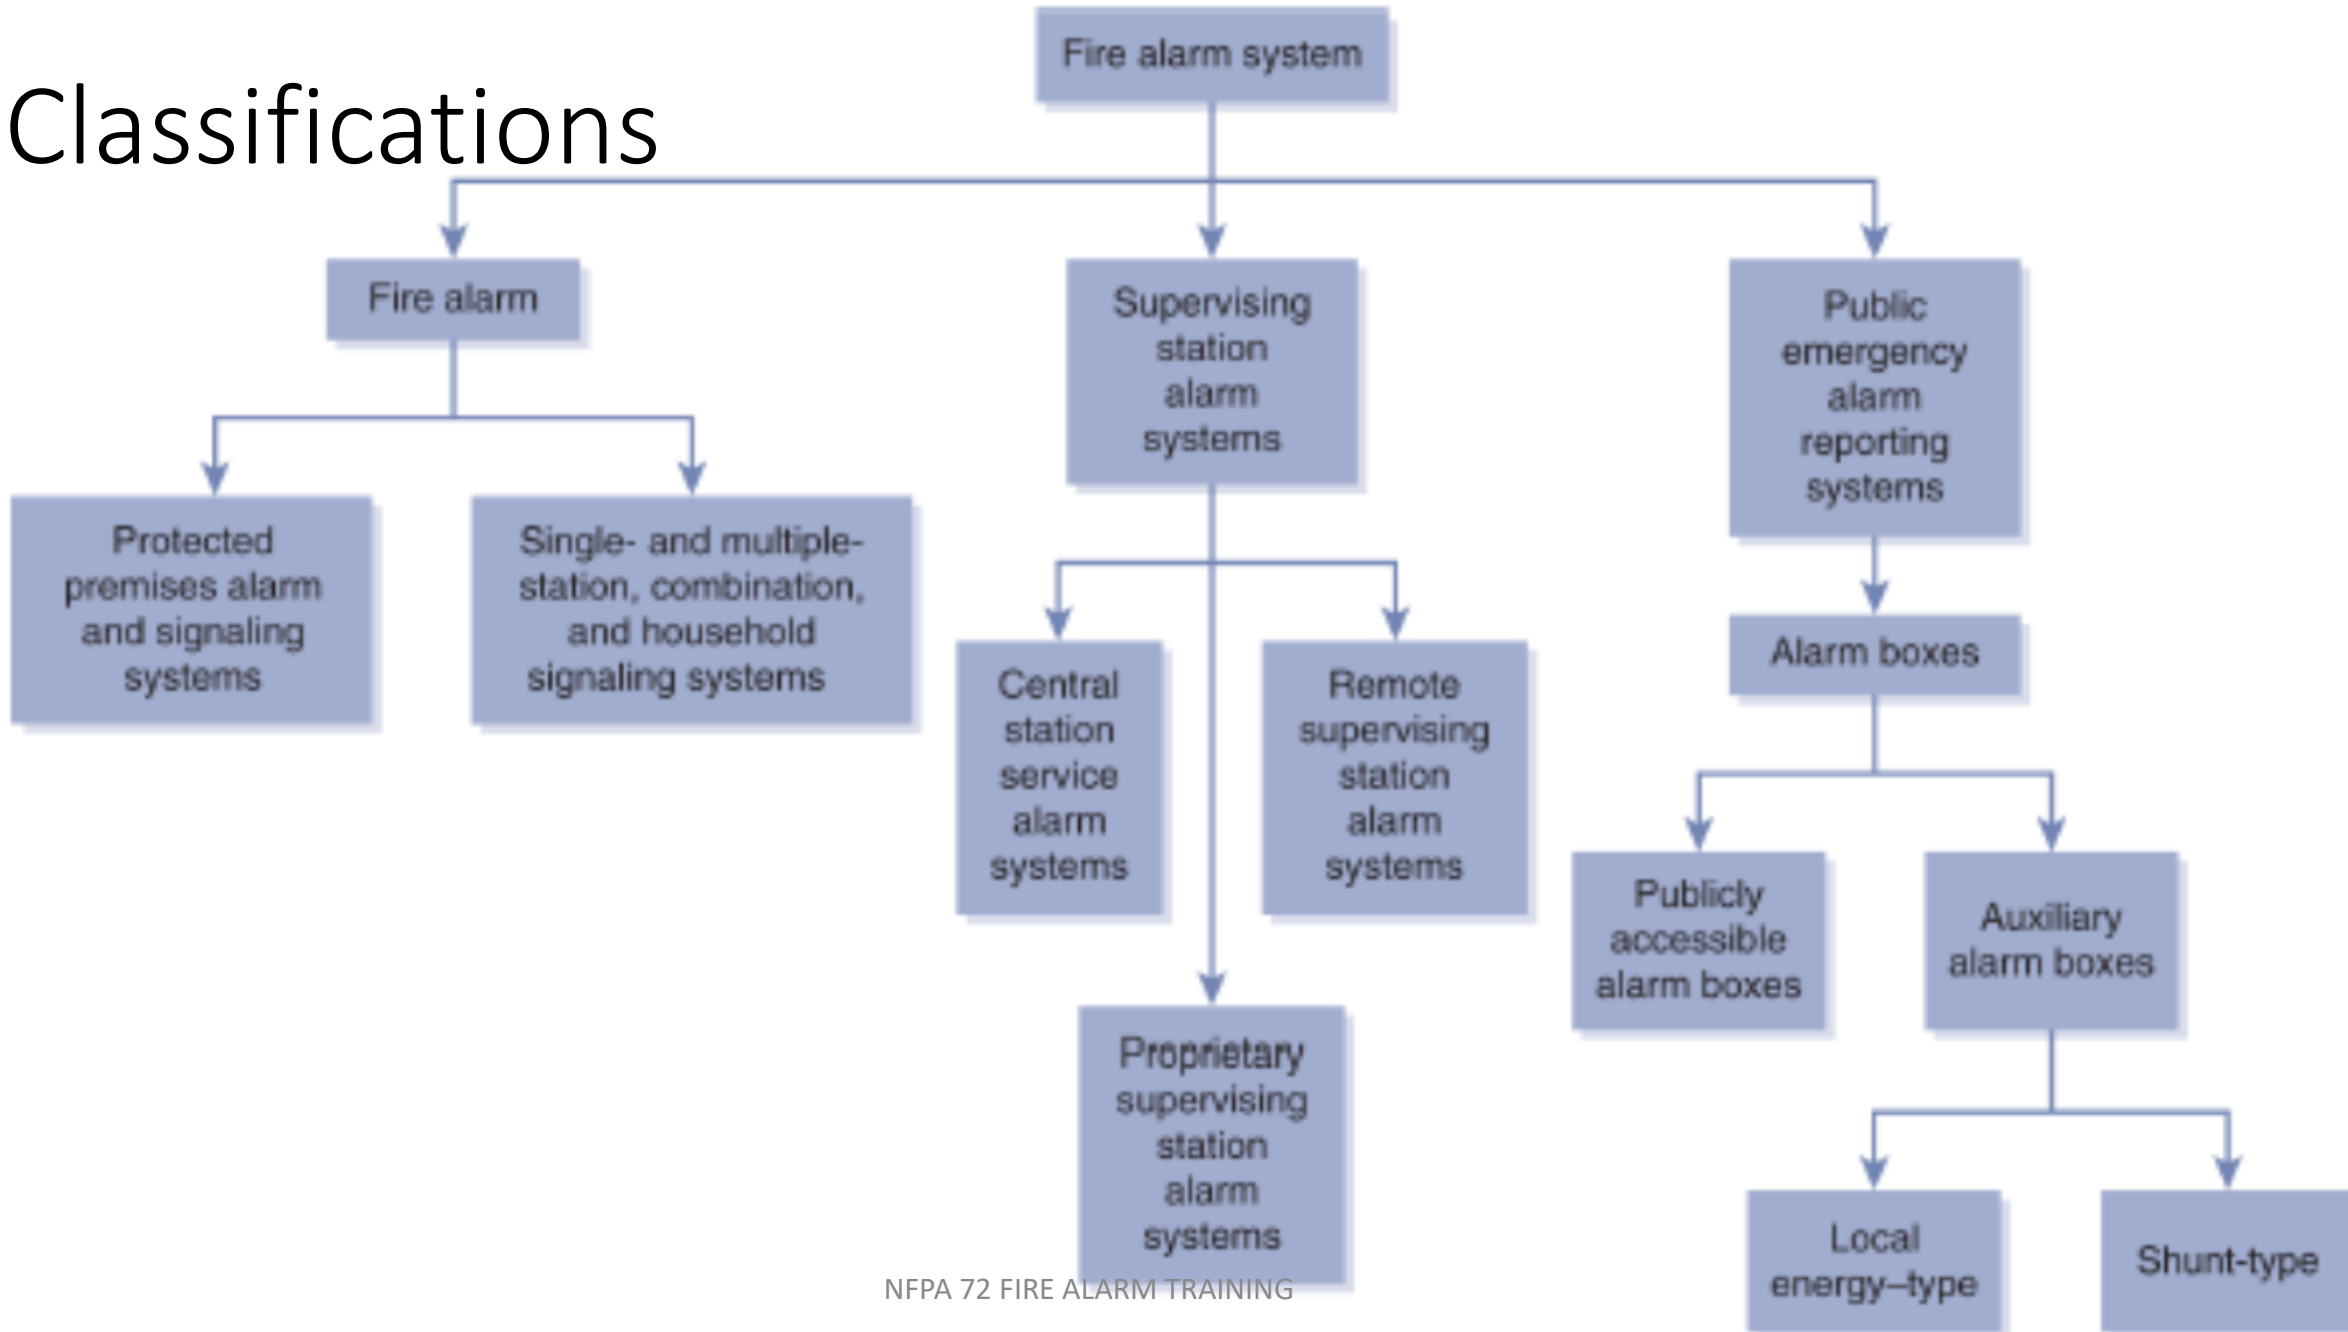 Classifications
Fire alarm system
Fire alarm
Supervising
station
alarm
systems
Public
emergency
alarm
reporting
systems
Protected
premises alarm
and signaling
systems
Single- and multiple-
station, combination,
and household
signaling systems
Alarm boxes
Central
station
service
alarm
systems
Remote
supervising
station
alarm
systems
Publicly
accessible
alarm boxes
Auxiliary
alarm boxes
Proprietary
supervising
station
alarm
systems
Local
energy–type
Shunt-type
NFPA 72 FIRE ALARM TRAINING